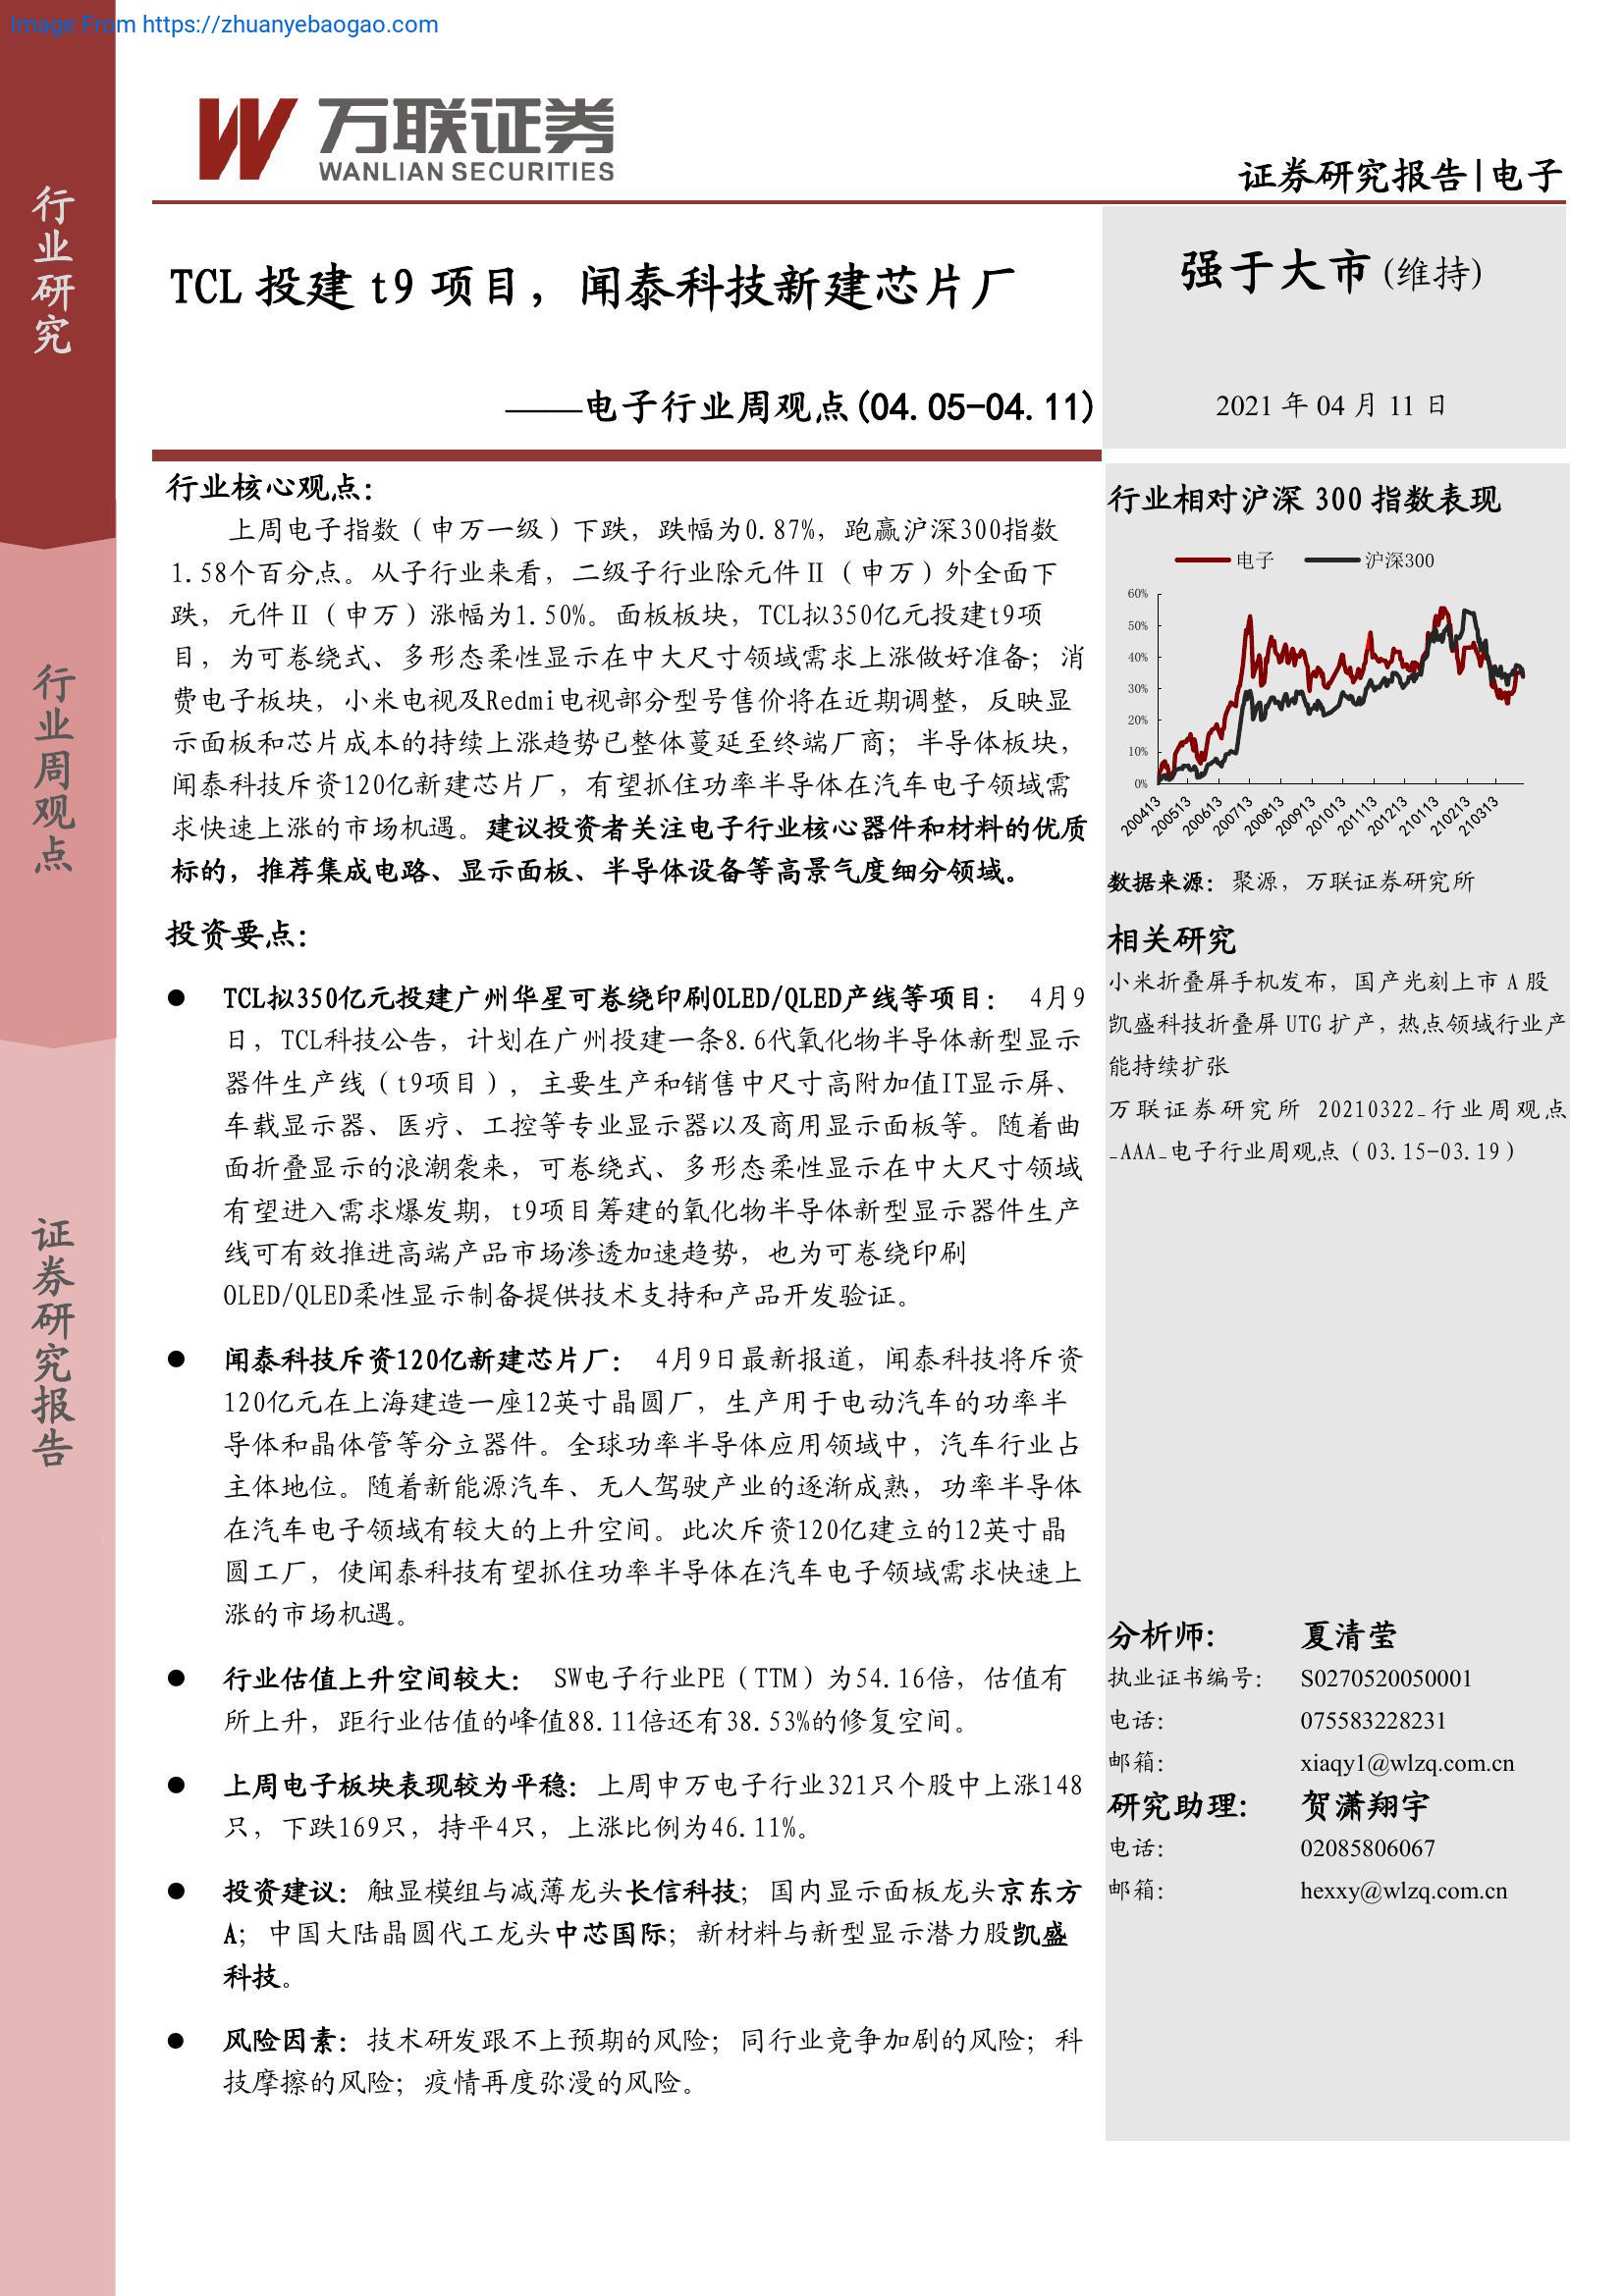 Image From https://zhuanyebaogao.com
万联证券
WANLIAN SECURITIES
证券研究报告|电子
行业研究
行业周观点
证券研究报告
TCL 投建 t9 项目，闻泰科技新建芯片厂
——电子行业周观点(04.05-04.11)
强于大市(维持)
2021 年 04 月 11 日
行业核心观点：
上周电子指数（申万一级）下跌，跌幅为0.87%，跑赢沪深300指数
1.58个百分点。从子行业来看，二级子行业除元件Ⅱ（申万）外全面下
跌，元件Ⅱ（申万）涨幅为1.50%。面板板块，TCL拟350亿元投建t9项
目，为可卷绕式、多形态柔性显示在中大尺寸领域需求上涨做好准备；消
费电子板块，小米电视及Redmi电视部分型号售价将在近期调整，反映显
示面板和芯片成本的持续上涨趋势已整体蔓延至终端厂商；半导体板块，
闻泰科技斥资120亿新建芯片厂，有望抓住功率半导体在汽车电子领域需
求快速上涨的市场机遇。建议投资者关注电子行业核心器件和材料的优质
标的，推荐集成电路、显示面板、半导体设备等高景气度细分领域。
投资要点：
● TCL拟350亿元投建广州华星可卷绕印刷OLED/QLED产线等项目： 4月9
日，TCL科技公告，计划在广州投建一条8.6代氧化物半导体新型显示
器件生产线（t9项目），主要生产和销售中尺寸高附加值IT显示屏、
车载显示器、医疗、工控等专业显示器以及商用显示面板等。随着曲
面折叠显示的浪潮袭来，可卷绕式、多形态柔性显示在中大尺寸领域
有望进入需求爆发期，t9项目筹建的氧化物半导体新型显示器件生产
线可有效推进高端产品市场渗透加速趋势，也为可卷绕印刷
OLED/QLED柔性显示制备提供技术支持和产品开发验证。
● 闻泰科技斥资120亿新建芯片厂： 4月9日最新报道，闻泰科技将斥资
120亿元在上海建造一座12英寸晶圆厂，生产用于电动汽车的功率半
导体和晶体管等分立器件。全球功率半导体应用领域中，汽车行业占
主体地位。随着新能源汽车、无人驾驶产业的逐渐成熟，功率半导体
在汽车电子领域有较大的上升空间。此次斥资120亿建立的12英寸晶
圆工厂，使闻泰科技有望抓住功率半导体在汽车电子领域需求快速上
涨的市场机遇。
● 行业估值上升空间较大： SW电子行业PE（TTM）为54.16倍，估值有
所上升，距行业估值的峰值88.11倍还有38.53%的修复空间。
● 上周电子板块表现较为平稳：上周申万电子行业321只个股中上涨148
只，下跌169只，持平4只，上涨比例为46.11%。
● 投资建议：触显模组与减薄龙头长信科技；国内显示面板龙头京东方
A；中国大陆晶圆代工龙头中芯国际；新材料与新型显示潜力股凯盛
科技。
● 风险因素：技术研发跟不上预期的风险；同行业竞争加剧的风险；科
技摩擦的风险；疫情再度弥漫的风险。
行业相对沪深 300 指数表现
电子 沪深300
60%
50%
40%
30%
20%
10%
0%
200413 200513 200613 200713 200813 200913 201013 201113 201213 210113 210213 210313
数据来源：聚源，万联证券研究所
相关研究
小米折叠屏手机发布，国产光刻上市 A 股
凯盛科技折叠屏 UTG 扩产，热点领域行业产
能持续扩张
万联证券研究所 20210322_行业周观点
_AAA_电子行业周观点（03.15-03.19）
分析师： 夏清莹
执业证书编号： S0270520050001
电话： 075583228231
邮箱： xiaqy1@wlzq.com.cn
研究助理： 贺潇翔宇
电话： 02085806067
邮箱： hexxy@wlzq.com.cn